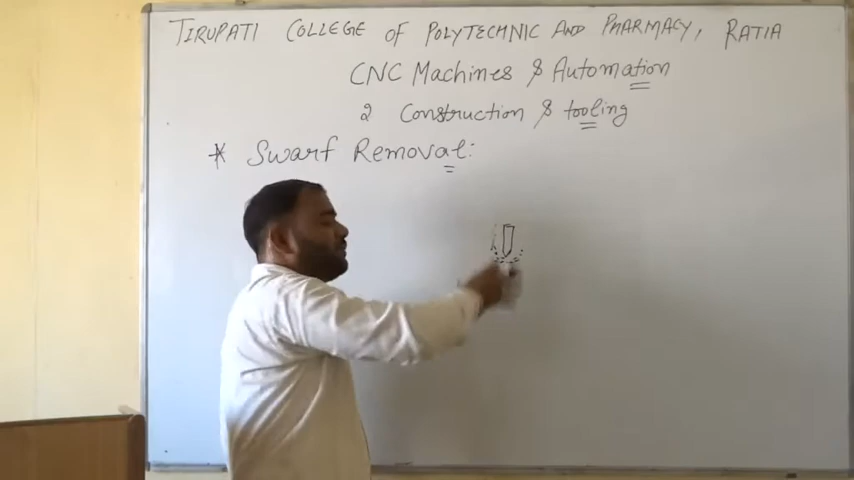 TIRUPATI COLLEGE OF POLYTECHNIC AND PHARMACY, RATIA
CNC MACHINES & AUTOMATION
2 CONSTRUCTION & tooling
* SWARF REMOVAL: